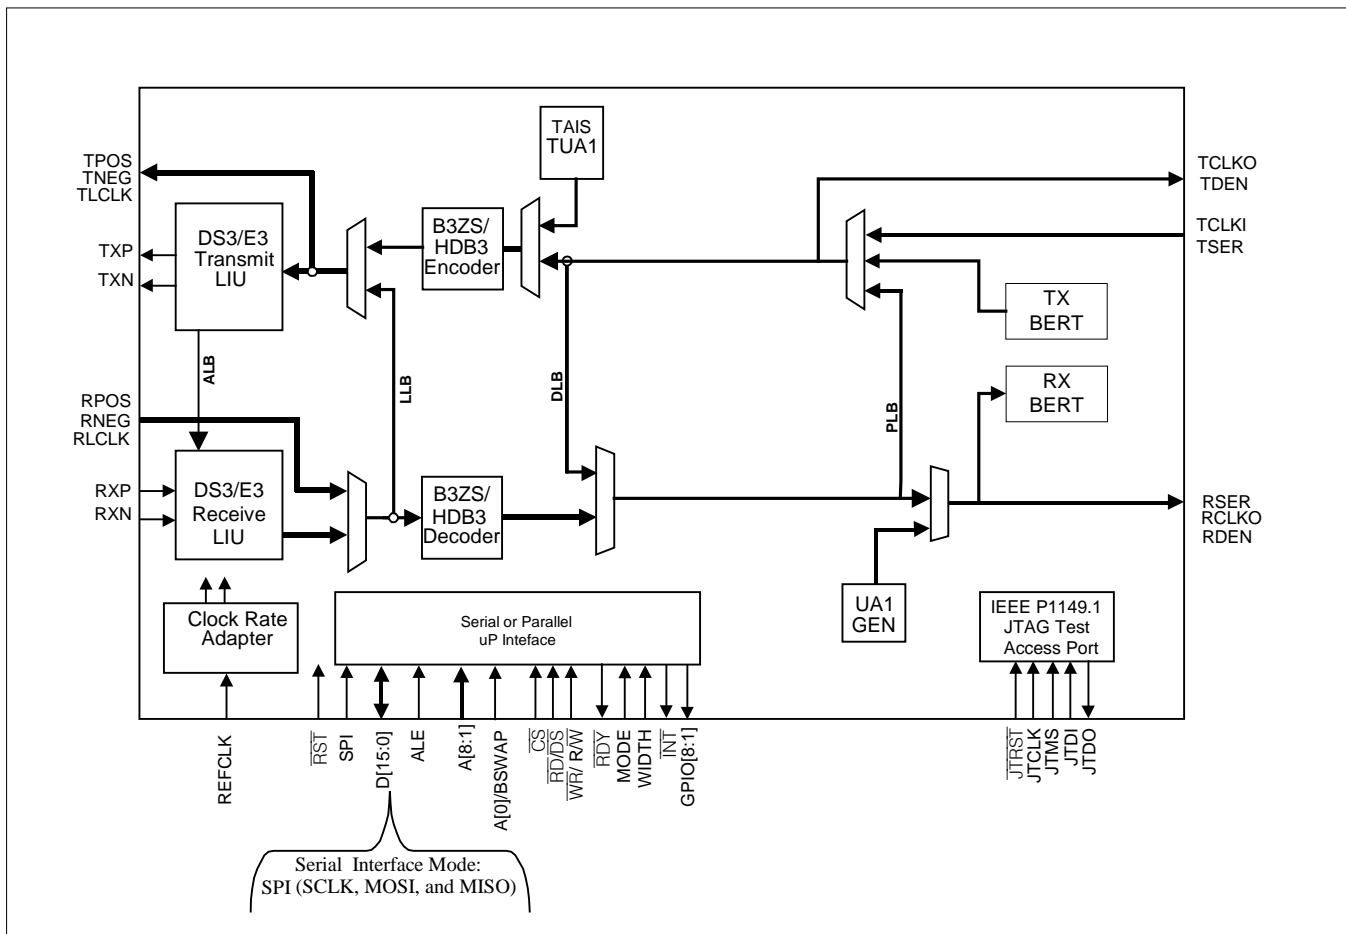 TAIS
TUA1
TPOS
TNEG
TLCLK
TCLKO
TDEN
TCLKI
TSER
DS3/E3
Transmit
LIU
B3ZS/
HDB3
Encoder
TXP
TXN
TX
BERT
ALB
LLB
DLB
PLB
RX
BERT
RPOS
RNEG
RLCLK
RXP
RXN
DS3/E3
Receive
LIU
B3ZS/
HDB3
Decoder
RSER
RCLKO
RDEN
Clock Rate
Adapter
Serial or Parallel
uP Inteface
UA1
GEN
IEEE P1149.1
JTAG Test
Access Port
REFCLK
RST
SPI
D[15:0]
ALE
A[8:1]
A[0]/BSWAP
CS
RD/DS
WR/ R/W
RDY
MODE
WIDTH
INT
GPIO[8:1]
JTRST
JTCLK
JTMS
JTDI
JTDO
Serial Interface Mode:
SPI (SCLK, MOSI, and MISO)